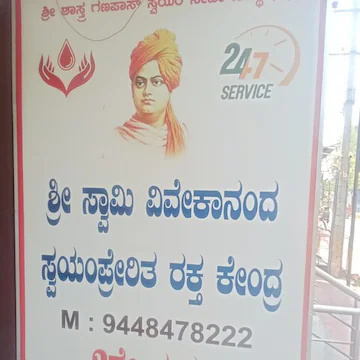 ಶ್ರೀ
24·7
SERVICE
ಶ್ರೀ ಸ್ವಾಮಿ ವಿವೇಕಾನಂದ
ಸ್ವಯಂಪ್ರೇರಿತ ರಕ್ತ ಕೇಂದ್ರ
M : 9448478222